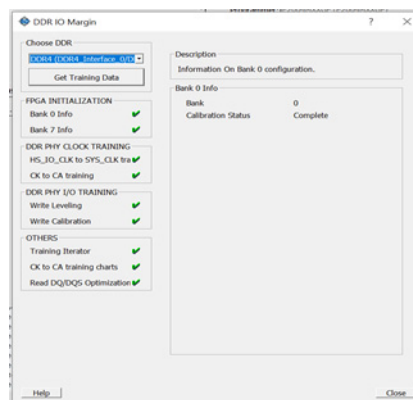 DDR IO Margin
?
×
Choose DDR
DDR4 (DDR4_Interface_0/D
Get Training Data
FPGA INITIALIZATION
Bank 0 Info
Bank 7 Info
DDR PHY CLOCK TRAINING
HS_IO_CLK to SYS_CLK tra
CK to CA training
DDR PHY I/O TRAINING
Write Leveling
Write Calibration
OTHERS
Training Iterator
CK to CA training charts
Read DQ/DQS Optimization
Description
Information On Bank 0 configuration.
Bank 0 Info
Bank 0
Calibration Status Complete
Help
Close